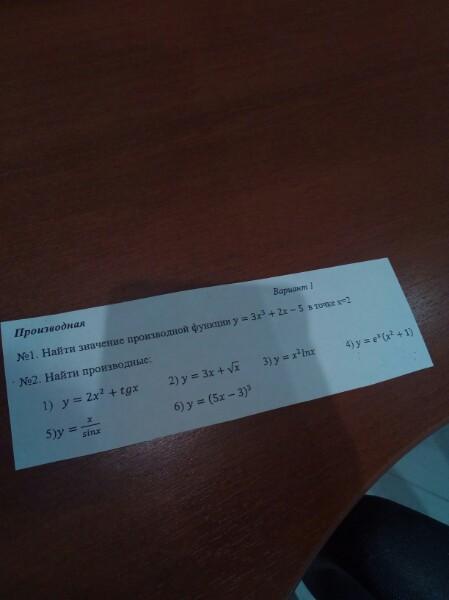 Вариант 1
Производная
№1. Найти значение производной функции y = 3x³ + 2x − 5 в точке x=2
№2. Найти производные:
1) y = 2x² + tgx 2) y = 3x + √x 3) y = x²lnx 4) y = eˣ(x² + 1)
5)y = x/sinx 6) y = (5x − 3)³